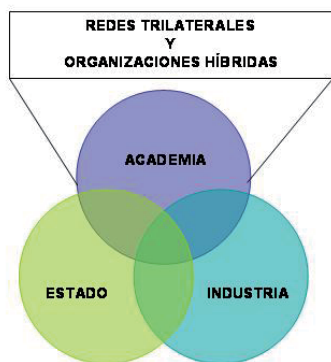 REDES TRILATERALES
Y
ORGANIZACIONES HÍBRIDAS
ACADEMIA
ESTADO
INDUSTRIA